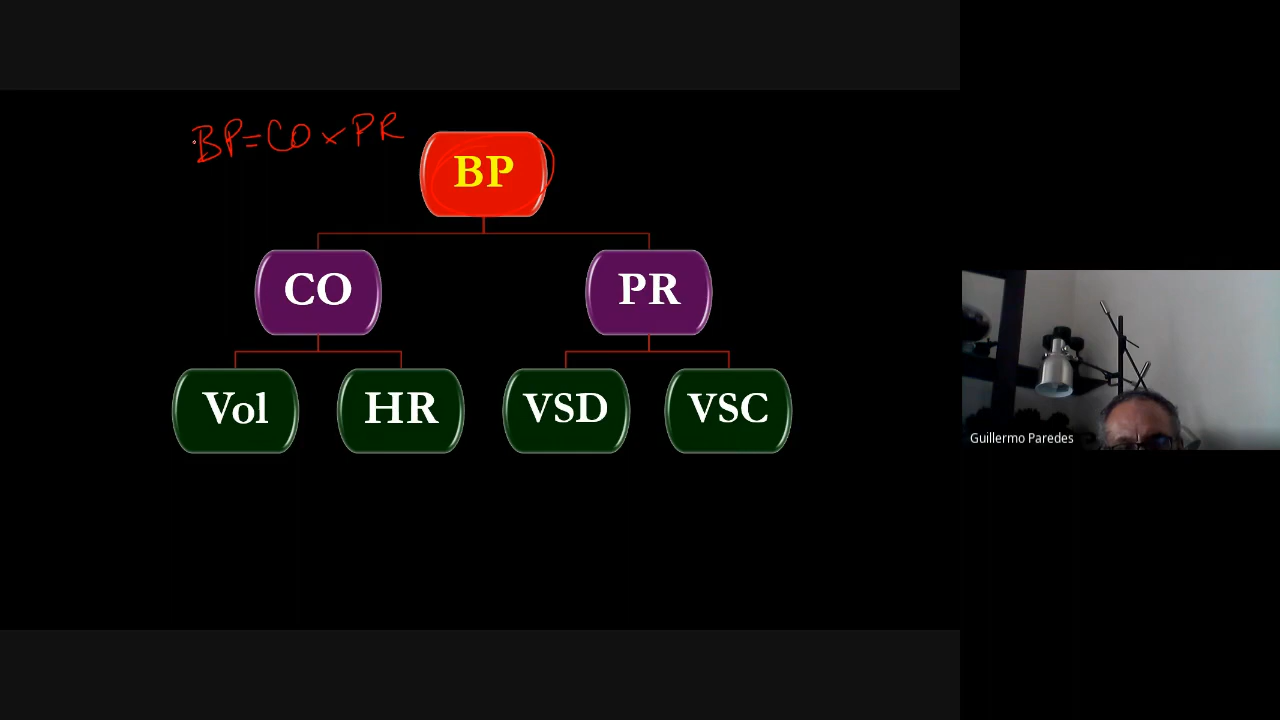 BP=CO x PR
BP
CO PR
Vol HR VSD VSC
Guillermo Paredes